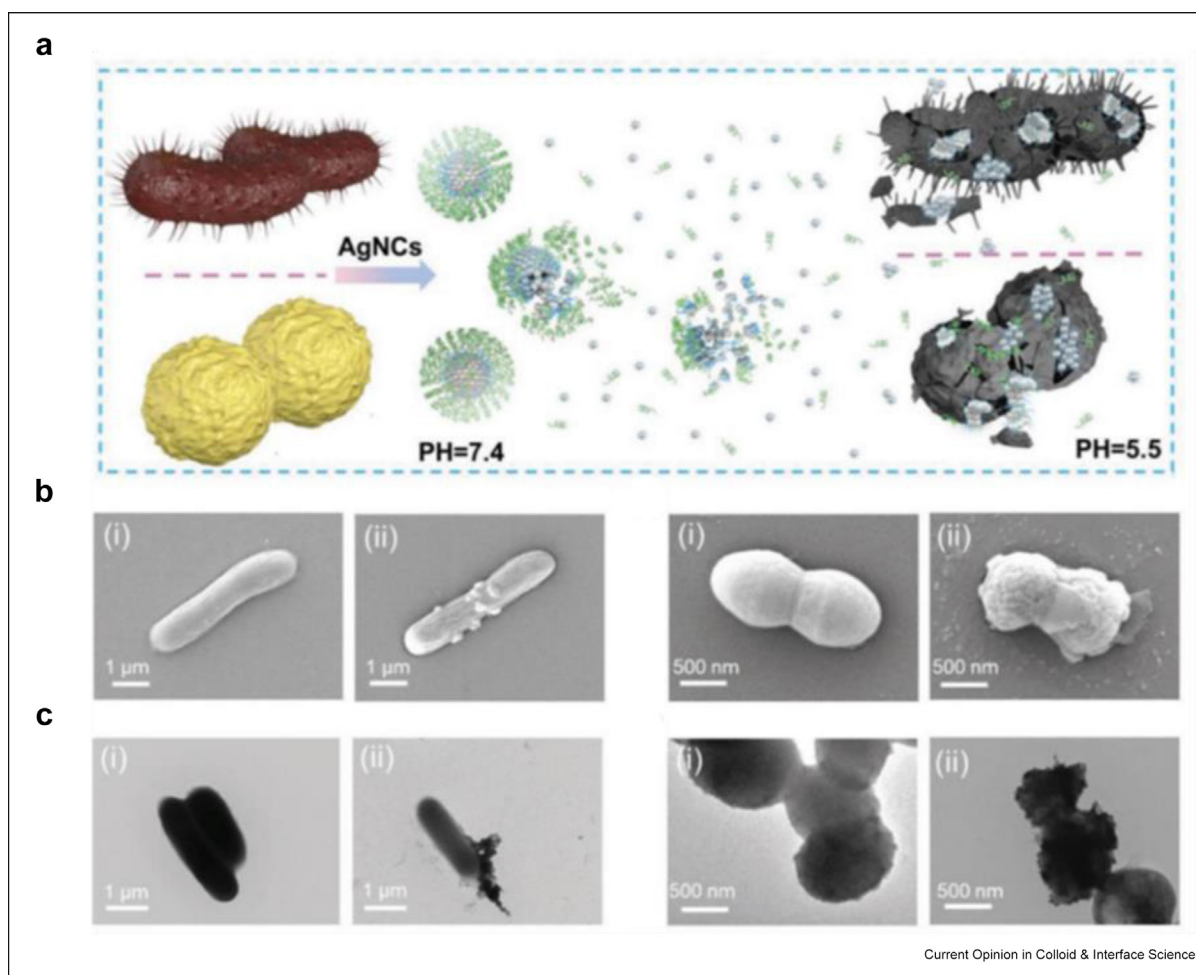 a
AgNCs
PH=7.4
PH=5.5
b
(i)
1 µm
(ii)
1 µm
(i)
500 nm
(ii)
500 nm
c
(i)
1 µm
(ii)
1 µm
(i)
500 nm
(ii)
500 nm
Current Opinion in Colloid & Interface Science